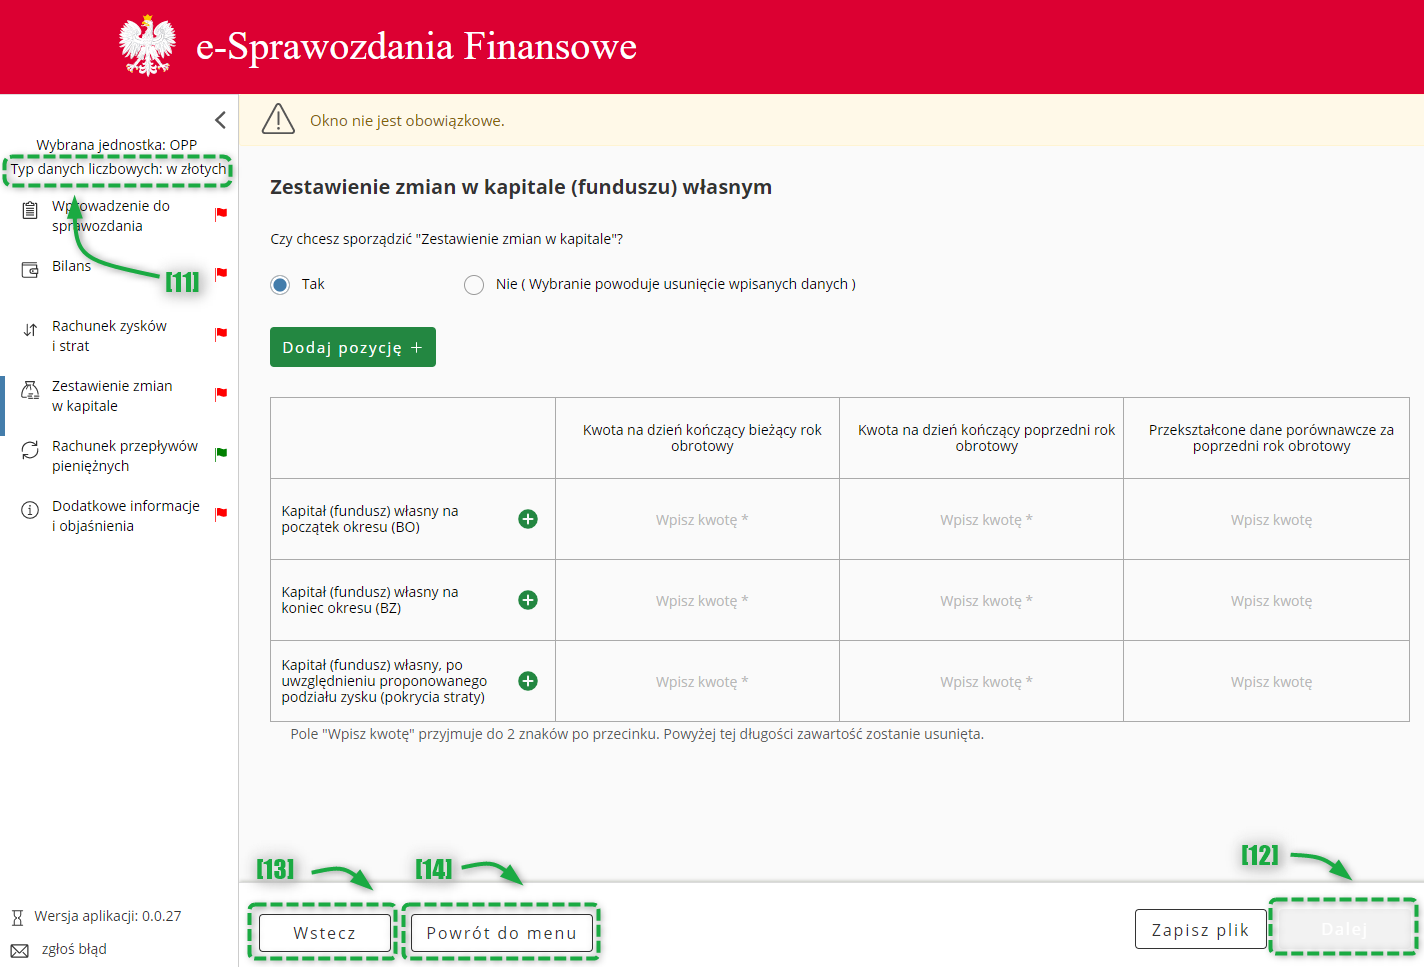 e-Sprawozdania Finansowe
Okno nie jest obowiązkowe.
Wybrana jednostka: OPP
Typ danych liczbowych: w złotych
Wprowadzenie do
sprawozdania
[11]
Bilans
Rachunek zysków
i strat
Zestawienie zmian
w kapitale
Rachunek przepływów
pieniężnych
Dodatkowe informacje
i objaśnienia
Wersja aplikacji: 0.0.27
zgłoś błąd
Zestawienie zmian w kapitale (funduszu) własnym
Czy chcesz sporządzić "Zestawienie zmian w kapitale"?
Tak
Nie ( Wybranie powoduje usunięcie wpisanych danych )
Dodaj pozycję +
Kwota na dzień kończący bieżący rok
obrotowy
Kwota na dzień kończący poprzedni rok
obrotowy
Przekształcone dane porównawcze za
poprzedni rok obrotowy
Kapitał (fundusz) własny na
początek okresu (BO)
Wpisz kwotę *
Wpisz kwotę *
Wpisz kwotę
Kapitał (fundusz) własny na
koniec okresu (BZ)
Wpisz kwotę *
Wpisz kwotę *
Wpisz kwotę
Kapitał (fundusz) własny, po
uwzględnieniu proponowanego
podziału zysku (pokrycia straty)
Wpisz kwotę *
Wpisz kwotę *
Wpisz kwotę
Pole "Wpisz kwotę" przyjmuje do 2 znaków po przecinku. Powyżej tej długości zawartość zostanie usunięta.
[13]
[14]
[12]
Wstecz
Powrót do menu
Zapisz plik
Dalej